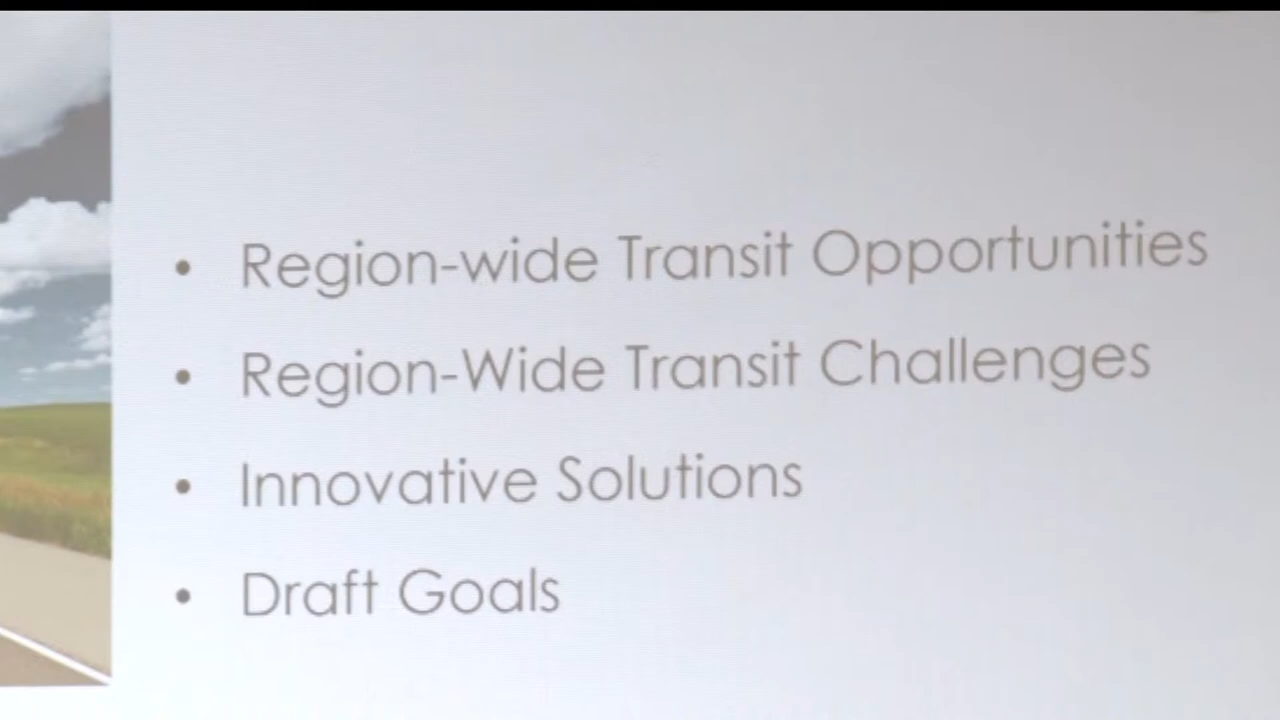 • Region-wide Transit Opportunities
• Region-Wide Transit Challenges
• Innovative Solutions
• Draft Goals